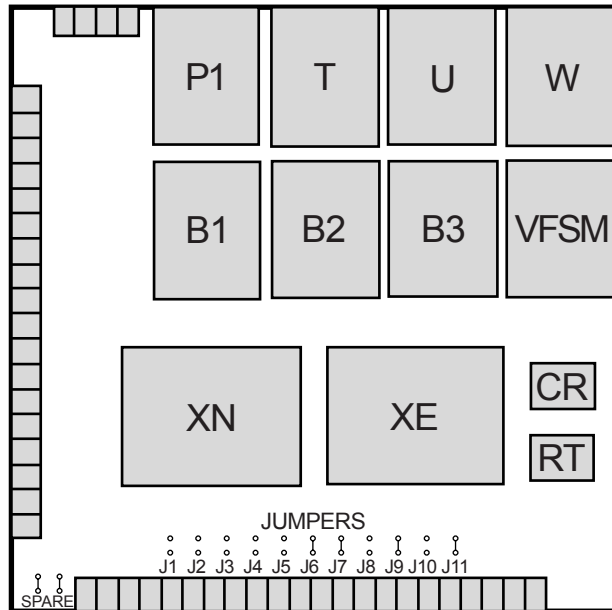 P1 T U W
B1 B2 B3 VFSM
XN XE CR
RT
JUMPERS
J1 J2 J3 J4 J5 J6 J7 J8 J9 J10 J11
SPARE